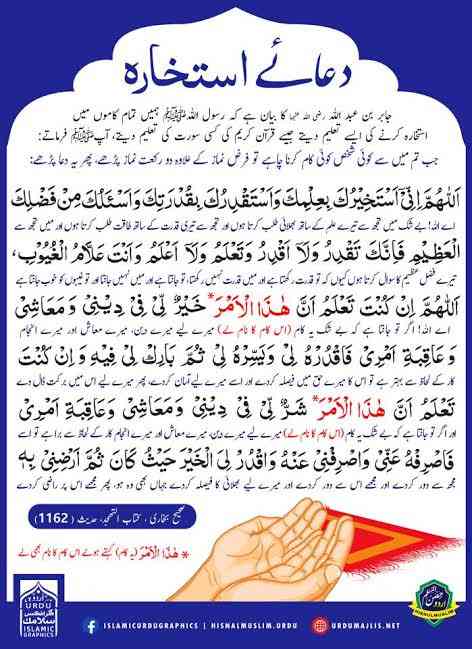 دعائے استخارہ
جابر بن عبد اللہ رضی اللہ عنہما کا بیان ہے کہ رسول اللہ ﷺ ہمیں تمام کاموں میں
استخارہ کرنے کی ایسے تعلیم دیتے جیسے قرآن کریم کی کسی سورت کی تعلیم دیتے، آپ ﷺ فرماتے:
جب تم میں سے کوئی شخص کوئی کام کرنا چاہے تو فرض نماز کے علاوہ دو رکعت نماز پڑھے، پھر یہ دعا پڑھے:
اَللّٰهُمَّ اِنِّىْ اَسْتَخِيْرُكَ بِعِلْمِكَ وَاَسْتَقْدِرُكَ بِقُدْرَتِكَ وَاَسْئَلُكَ مِنْ فَضْلِكَ
اے اللہ! بے شک میں تجھ سے تیرے علم کے ساتھ بھلائی طلب کرتا ہوں اور تجھ سے تیری قدرت کے ساتھ طاقت طلب کرتا ہوں اور میں تجھ سے
الْعَظِيْمِ فَاِنَّكَ تَقْدِرُ وَلَآ اَقْدِرُ وَتَعْلَمُ وَلَآ اَعْلَمُ وَاَنْتَ عَلَّامُ الْغُيُوْبِ،
تیرے فضل عظیم کا سوال کرتا ہوں کیوں کہ تو قدرت رکھتا ہے اور میں قدرت نہیں رکھتا، تو جانتا ہے اور میں نہیں جانتا اور تو غیبوں کو خوب جانتا ہے
اَللّٰهُمَّ اِنْ كُنْتَ تَعْلَمُ اَنَّ هٰذَا الْاَمْرَ* خَيْرٌ لِّىْ فِىْ دِيْنِىْ وَمَعَاشِىْ
اے اللہ! اگر تو جانتا ہے کہ بے شک یہ کام (اس کام کا نام لے) میرے لیے میرے دین، میرے معاش اور میرے انجام
وَعَاقِبَةِ اَمْرِىْ فَاقْدُرْهُ لِىْ وَيَسِّرْهُ لِىْ ثُمَّ بَارِكْ لِىْ فِيْهِ وَاِنْ كُنْتَ
کار کے لحاظ سے بہتر ہے تو اس کا میرے حق میں فیصلہ کردے اور اسے میرے لیے آسان کردے، پھر میرے لیے اس میں برکت ڈال دے
تَعْلَمُ اَنَّ هٰذَا الْاَمْرَ* شَرٌّ لِّىْ فِىْ دِيْنِىْ وَمَعَاشِىْ وَعَاقِبَةِ اَمْرِىْ
اور اگر تو جانتا ہے کہ بے شک یہ کام (اس کام کا نام لے) میرے لیے میرے دین، میرے معاش اور میرے انجام کار کے لحاظ سے برا ہے تو اسے
فَاصْرِفْهُ عَنِّىْ وَاصْرِفْنِىْ عَنْهُ وَاقْدُرْ لِىَ الْخَيْرَ حَيْثُ كَانَ ثُمَّ اَرْضِنِىْ بِهٖ
مجھ سے دور کردے اور مجھے اس سے دور کردے اور میرے لیے بھلائی کا فیصلہ کردے جہاں بھی وہ ہو، پھر مجھے اس پر راضی کردے
صحیح بخاری، کتاب التہجد، حدیث (1162)
* هٰذَا الْاَمْرَ (یہ کام) کہتے ہوئے اس کام کا نام بھی لے
اردو
گرافکس
URDU
ISLAMIC
GRAPHICS
ISLAMICURDUGRAPHICS | HISNALMUSLIM.URDU
URDUMAJLIS.NET
HISNULMUSLIM